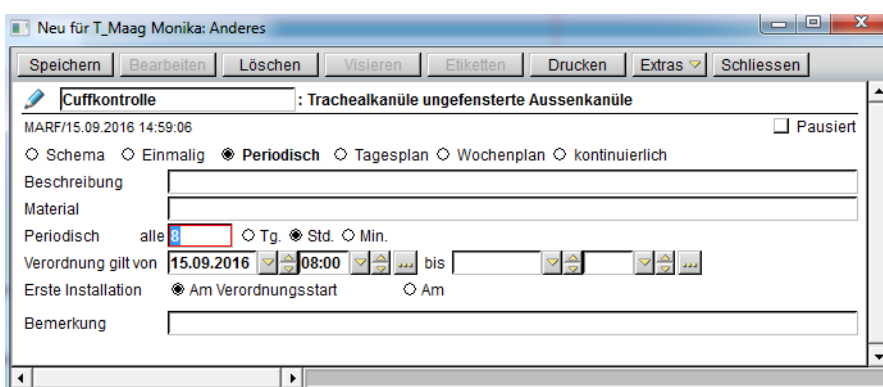 Neu für T_Maag Monika: Anderes
Speichern Bearbeiten Löschen Visieren Etiketten Drucken Extras Schliessen
Cuffkontrolle : Trachealkanüle ungefensterte Aussenkanüle
MARF/15.09.2016 14:59:06 Pausiert
Schema Einmalig Periodisch Tagesplan Wochenplan kontinuierlich
Beschreibung
Material
Periodisch alle 8 Tg. Std. Min.
Verordnung gilt von 15.09.2016 08:00 ... bis ...
Erste Installation Am Verordnungsstart Am
Bemerkung